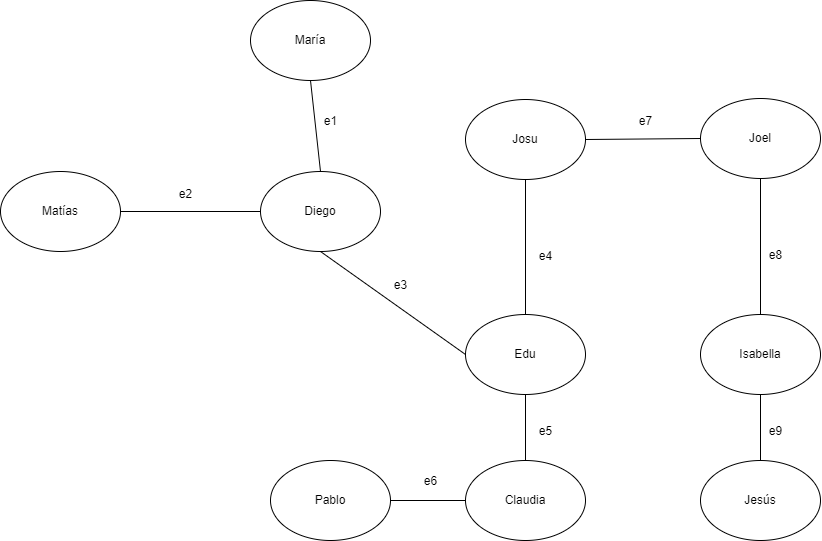 María
e1
Josu
e7
Joel
Matías
e2
Diego
e3
e4
e8
Edu
Isabella
e5
e9
Pablo
e6
Claudia
Jesús